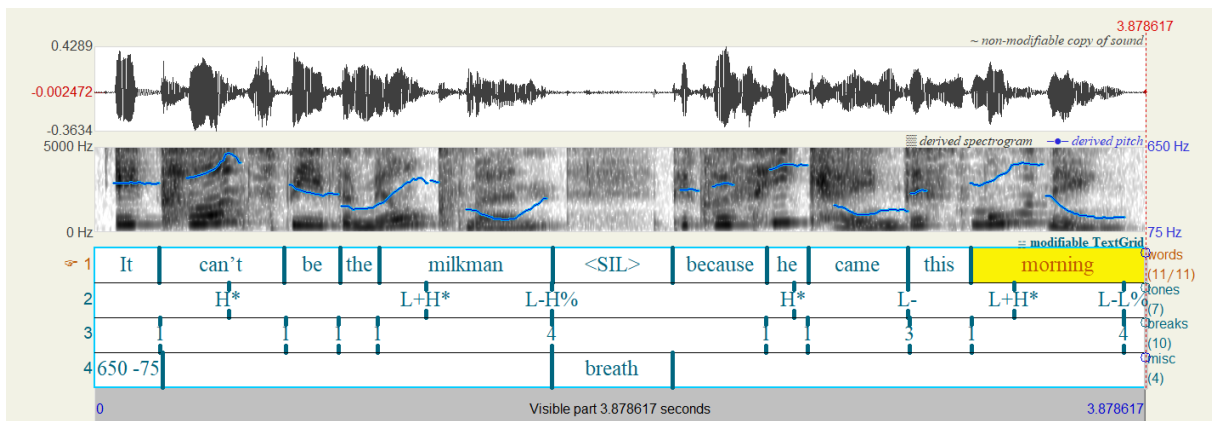 3.878617
0.4289
~ non-modifiable copy of sound
-0.002472
-0.3634
5000 Hz
derived spectrogram
derived pitch
650 Hz
0 Hz
75 Hz
modifiable TextGrid
1 It can't be the milkman <SIL> because he came this morning words (11/11)
2 H* L+H* L-H% H* L- L+H* L-L% tones (7)
3 1 1 1 1 4 1 1 3 1 4 breaks (10)
4 650 -75 breath misc (4)
0 Visible part 3.878617 seconds 3.878617